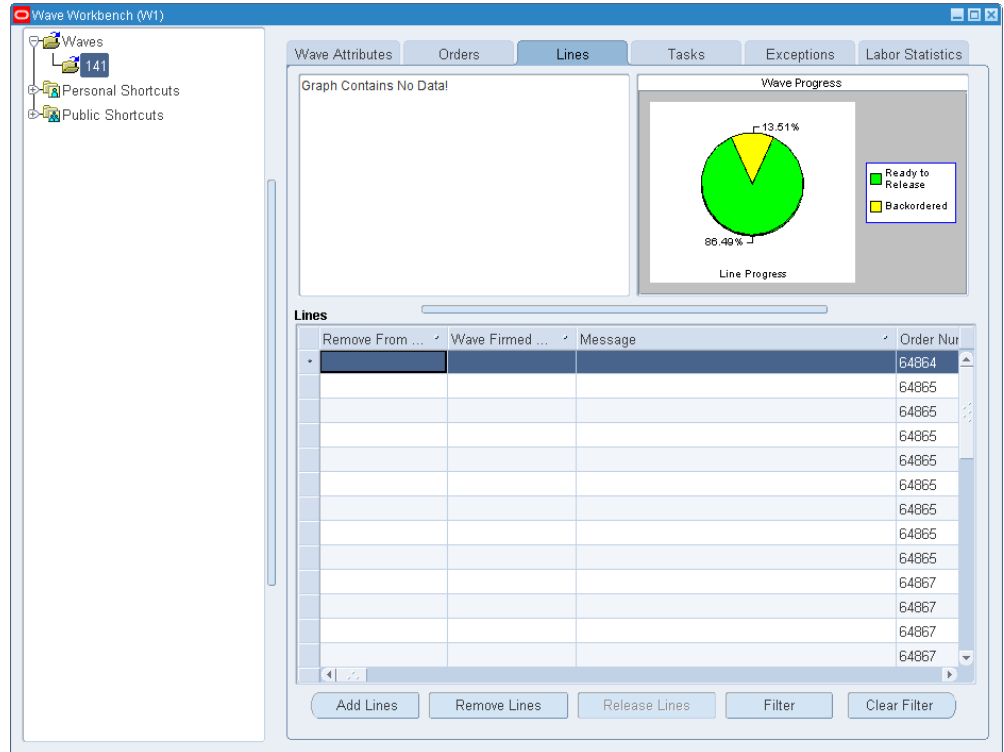 Wave Workbench (W1)
Waves
141
Personal Shortcuts
Public Shortcuts
Wave Attributes
Orders
Lines
Tasks
Exceptions
Labor Statistics
Graph Contains No Data!
Wave Progress
13.51%
86.49%
Line Progress
Ready to
Release
Backordered
Lines
Remove From ... Wave Firmed ... Message Order Nur
64864
64865
64865
64865
64865
64865
64865
64865
64865
64867
64867
64867
64867
Add Lines
Remove Lines
Release Lines
Filter
Clear Filter